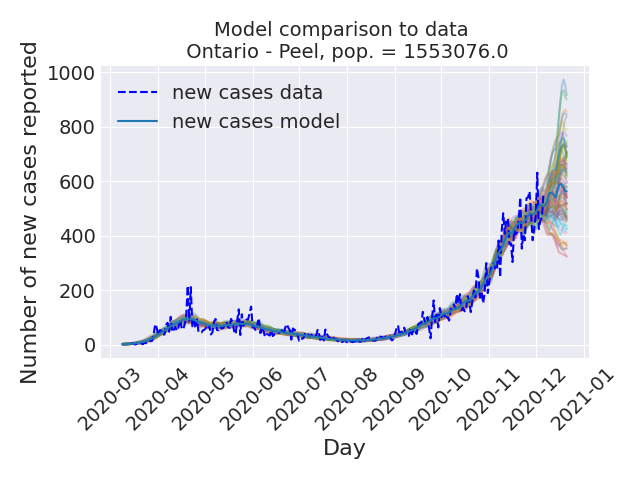 Model comparison to data
Ontario - Peel, pop. = 1553076.0
Number of new cases reported
1000
800
600
400
200
0
new cases data
new cases model
2020-03
2020-04
2020-05
2020-06
2020-07
2020-08
2020-09
2020-10
2020-11
2020-12
2021-01
Day